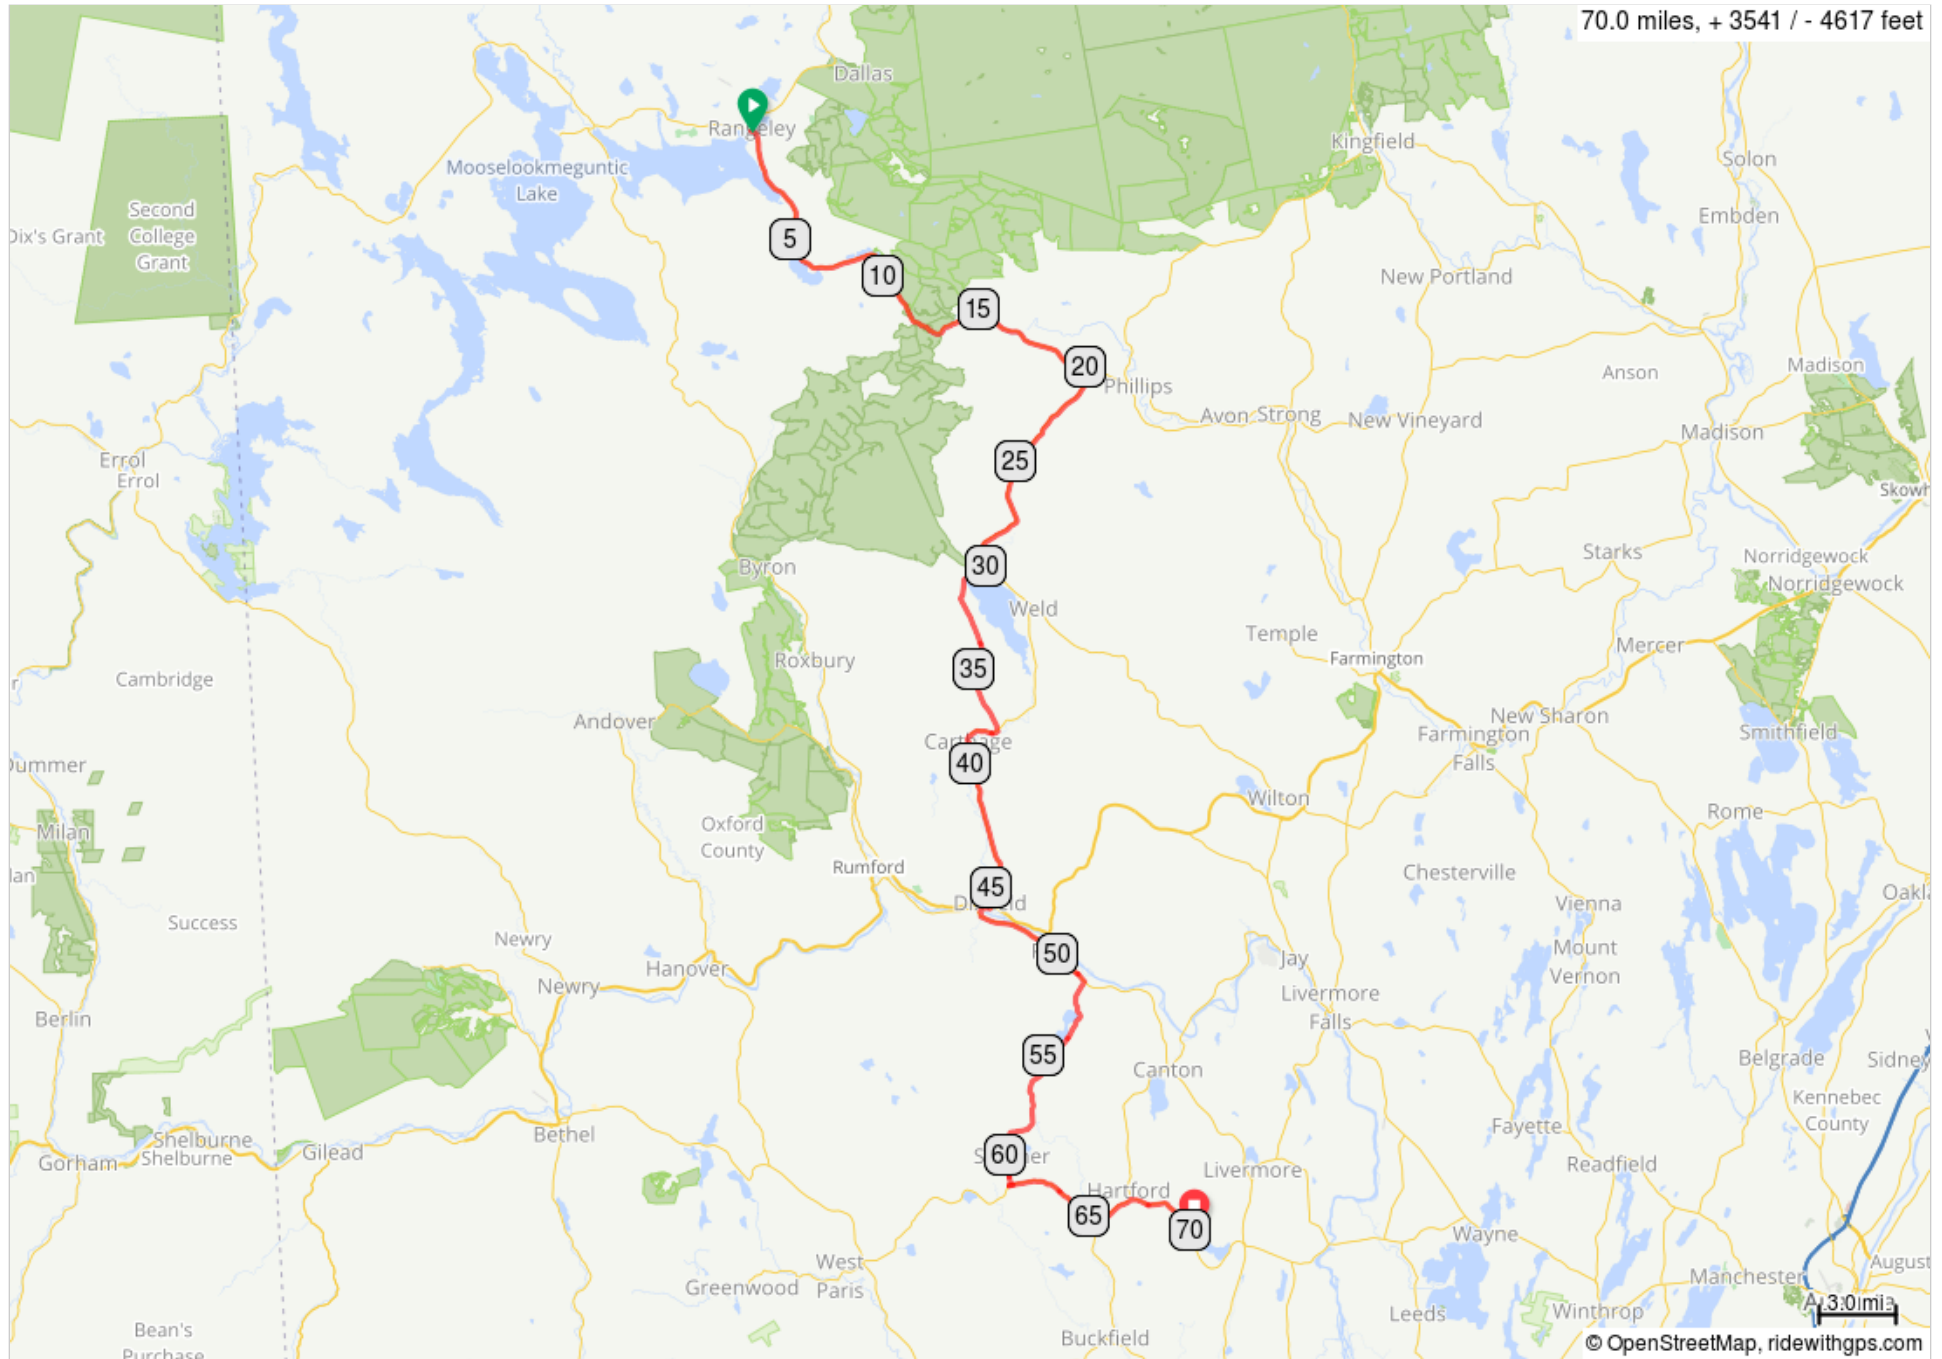 70.0 miles, + 3541 / - 4617 feet
Dallas
Rangeley
Kingfield
Solon
Mooselookmeguntic
Lake
Second
College
Grant
Dix's Grant
Embden
5
10
New Portland
15
20
Phillips
Madison
Anson
Avon
Strong
New Vineyard
Madison
25
Errol
Errol
Skowh
Starks
Norridgewock
Norridgewock
30
Byron
Weld
Temple
Mercer
Farmington
Roxbury
35
Cambridge
Andover
New Sharon
Farmington
Falls
Smithfield
Carthage
40
Dummer
Wilton
Rome
Milan
Oxford
County
Rumford
lan
Chesterville
45
Oakla
Vienna
Success
Newry
Mount
Vernon
50
Jay
Hanover
Newry
Livermore
Falls
Berlin
55
Canton
Belgrade
Sidney
Kennebec
County
Fayette
Bethel
Shelburne
Shelburne
Gilead
Gorham
60
Livermore
Readfield
Hartford
65
70
Wayne
West
Paris
Greenwood
Manchester
August
Leeds
Winthrop
3.0 mi
Bean's
Purchase
Buckfield
© OpenStreetMap, ridewithgps.com